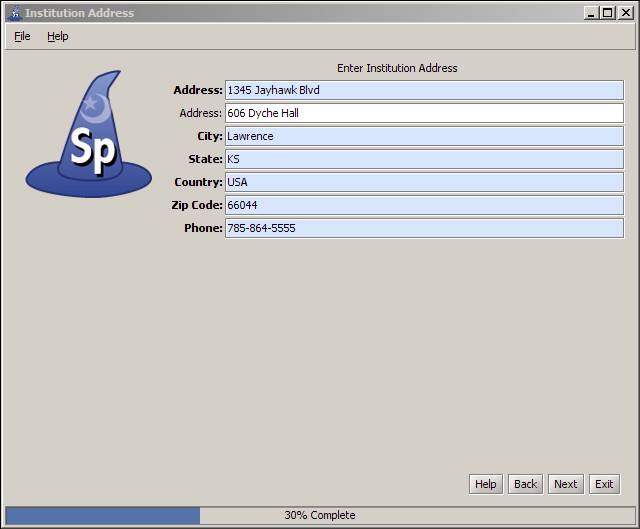 Institution Address
File Help
Sp
Enter Institution Address
Address: 1345 Jayhawk Blvd
Address: 606 Dyche Hall
City: Lawrence
State: KS
Country: USA
Zip Code: 66044
Phone: 785-864-5555
Help Back Next Exit
30% Complete